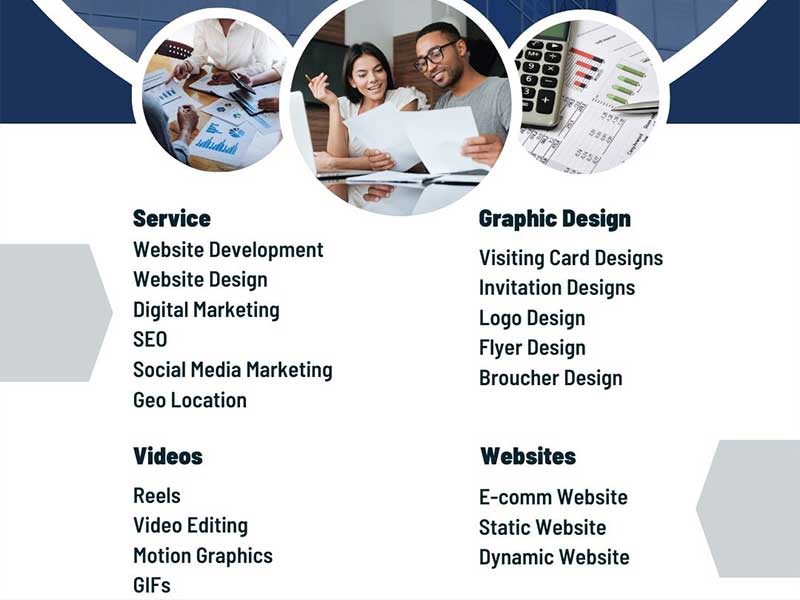 Service
Website Development
Website Design
Digital Marketing
SEO
Social Media Marketing
Geo Location
Graphic Design
Visiting Card Designs
Invitation Designs
Logo Design
Flyer Design
Broucher Design
Videos
Reels
Video Editing
Motion Graphics
GIFs
Websites
E-comm Website
Static Website
Dynamic Website